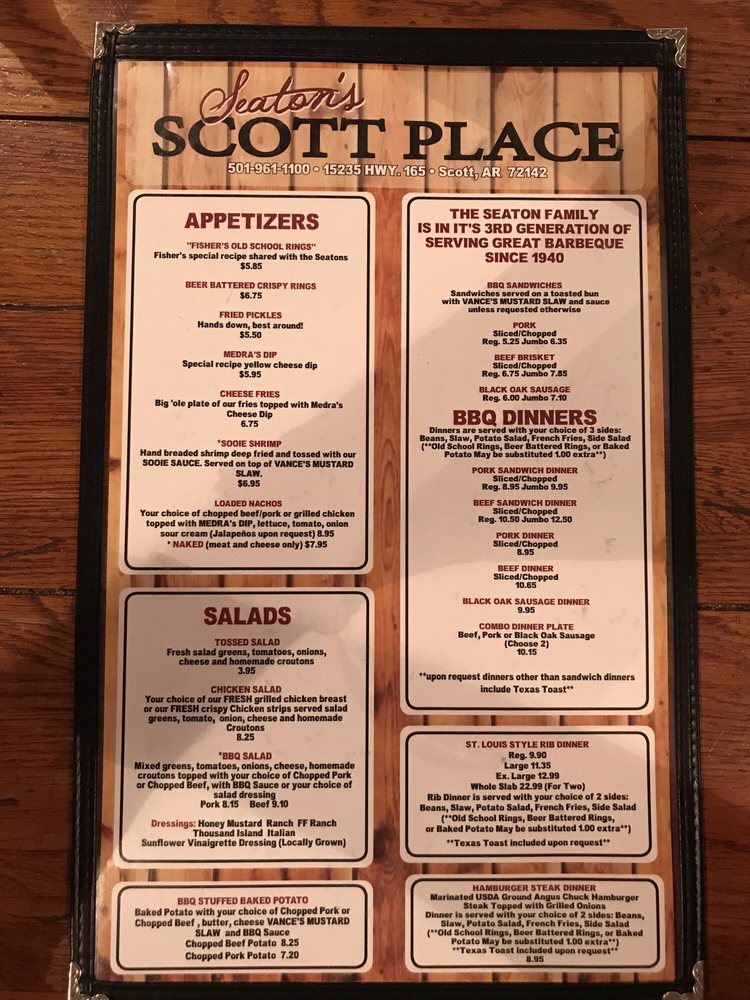 Seaton's
SCOTT PLACE
501-961-1100 • 15235 HWY. 165 • Scott, AR 72142
APPETIZERS
"FISHER'S OLD SCHOOL RINGS"
Fisher's special recipe shared with the Seatons
$5.85
BEER BATTERED CRISPY RINGS
$6.75
FRIED PICKLES
Hands down, best around!
$5.50
MEDRA'S DIP
Special recipe yellow cheese dip
$5.95
CHEESE FRIES
Big 'ole plate of our fries topped with Medra's
Cheese Dip
6.75
*SOOIE SHRIMP
Hand breaded shrimp deep fried and tossed with our
SOOIE SAUCE. Served on top of VANCE'S MUSTARD
SLAW.
$6.95
LOADED NACHOS
Your choice of chopped beef/pork or grilled chicken
topped with MEDRA's DIP, lettuce, tomato, onion
sour cream (Jalapeños upon request) 8.95
* NAKED (meat and cheese only) $7.95
SALADS
TOSSED SALAD
Fresh salad greens, tomatoes, onions,
cheese and homemade croutons
3.95
CHICKEN SALAD
Your choice of our FRESH grilled chicken breast
or our FRESH crispy Chicken strips served salad
greens, tomato, onion, cheese and homemade
Croutons
8.25
*BBQ SALAD
Mixed greens, tomatoes, onions, cheese, homemade
croutons topped with your choice of Chopped Pork
or Chopped Beef, with BBQ Sauce or your choice of
salad dressing
Pork 8.15 Beef 9.10
Dressings: Honey Mustard Ranch FF Ranch
Thousand Island Italian
Sunflower Vinaigrette Dressing (Locally Grown)
BBQ STUFFED BAKED POTATO
Baked Potato with your choice of Chopped Pork or
Chopped Beef , butter, cheese VANCE'S MUSTARD
SLAW and BBQ Sauce
Chopped Beef Potato 8.25
Chopped Pork Potato 7.20
THE SEATON FAMILY
IS IN IT'S 3RD GENERATION OF
SERVING GREAT BARBEQUE
SINCE 1940
BBQ SANDWICHES
Sandwiches served on a toasted bun
with VANCE'S MUSTARD SLAW and sauce
unless requested otherwise
PORK
Sliced/Chopped
Reg. 5.25 Jumbo 6.35
BEEF BRISKET
Sliced/Chopped
Reg. 6.75 Jumbo 7.85
BLACK OAK SAUSAGE
Reg. 6.00 Jumbo 7.10
BBQ DINNERS
Dinners are served with your choice of 3 sides:
Beans, Slaw, Potato Salad, French Fries, Side Salad
(**Old School Rings, Beer Battered Rings, or Baked
Potato May be substituted 1.00 extra**)
PORK SANDWICH DINNER
Sliced/Chopped
Reg. 8.95 Jumbo 9.95
BEEF SANDWICH DINNER
Sliced/Chopped
Reg. 10.50 Jumbo 12.50
PORK DINNER
Sliced/Chopped
8.95
BEEF DINNER
Sliced/Chopped
10.65
BLACK OAK SAUSAGE DINNER
9.95
COMBO DINNER PLATE
Beef, Pork or Black Oak Sausage
(Choose 2)
10.15
**upon request dinners other than sandwich dinners
include Texas Toast**
ST. LOUIS STYLE RIB DINNER
Reg. 9.90
Large 11.35
Ex. Large 12.99
Whole Slab 22.99 (For Two)
Rib Dinner is served with your choice of 2 sides:
Beans, Slaw, Potato Salad, French Fries, Side Salad
(**Old School Rings, Beer Battered Rings,
or Baked Potato May be substituted 1.00 extra**)
**Texas Toast included upon request**
HAMBURGER STEAK DINNER
Marinated USDA Ground Angus Chuck Hamburger
Steak Topped with Grilled Onions
Dinner is served with your choice of 2 sides: Beans,
Slaw, Potato Salad, French Fries, Side Salad
(**Old School Rings, Beer Battered Rings, or Baked
Potato May be substituted 1.00 extra**)
**Texas Toast included upon request**
8.95